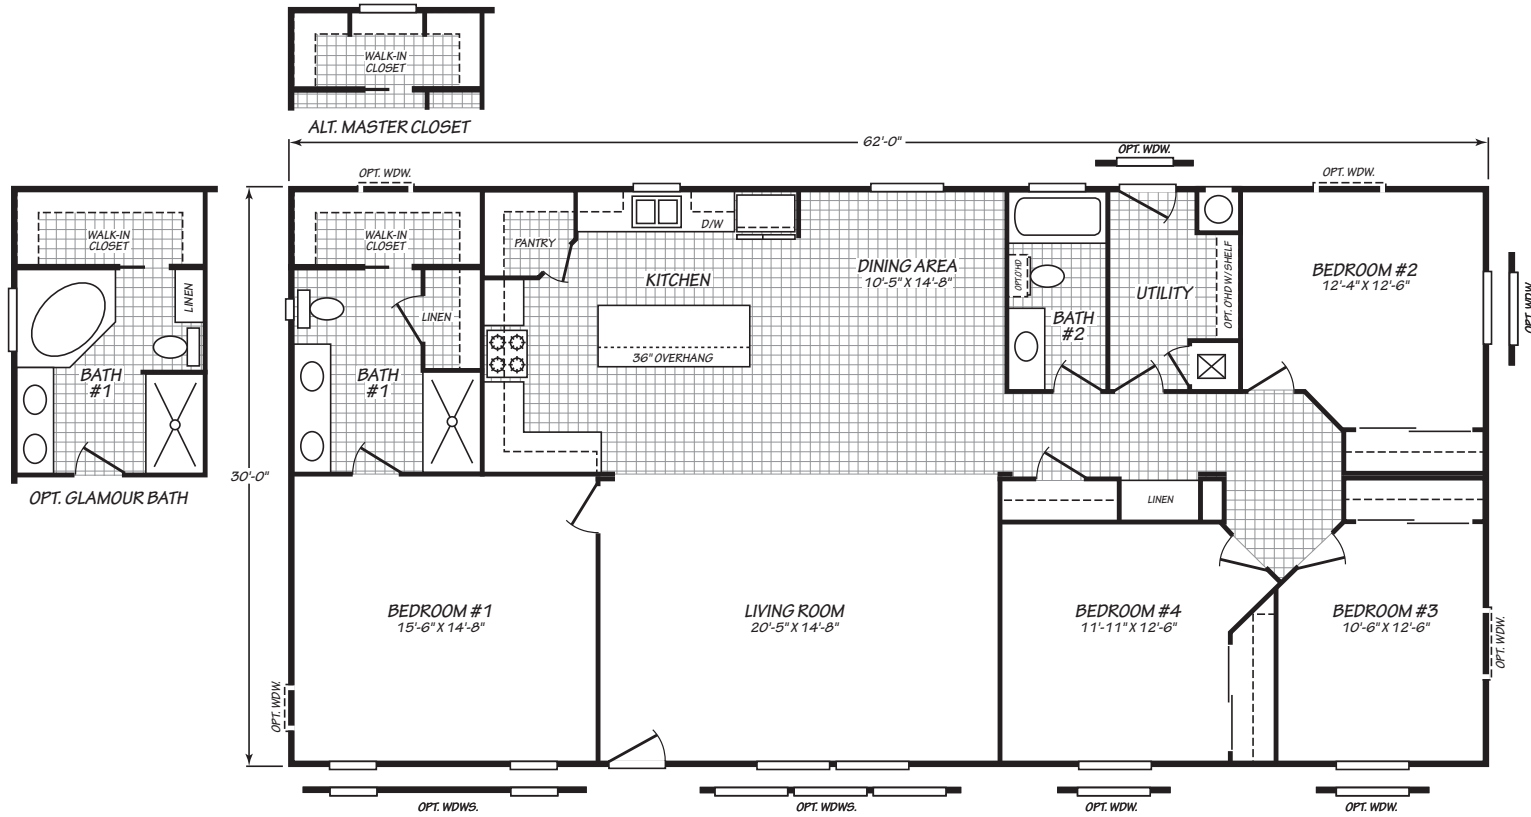 WALK-IN
CLOSET
ALT. MASTER CLOSET
62'-0"
OPT. WDW.
OPT. WDW.
OPT. WDW.
WALK-IN
CLOSET
LINEN
BATH
#1
OPT. GLAMOUR BATH
30'-0"
WALK-IN
CLOSET
LINEN
BATH
#1
PANTRY
D/W
KITCHEN
36" OVERHANG
DINING AREA
10'-5" X 14'-8"
OPT. O'HD
BATH
#2
UTILITY
OPT. O'HD W/ SHELF
BEDROOM #2
12'-4" X 12'-6"
OPT. WDW.
LINEN
BEDROOM #1
15'-6" X 14'-8"
LIVING ROOM
20'-5" X 14'-8"
BEDROOM #4
11'-11" X 12'-6"
BEDROOM #3
10'-6" X 12'-6"
OPT. WDW.
OPT. WDW.
OPT. WDWS.
OPT. WDWS.
OPT. WDW.
OPT. WDW.